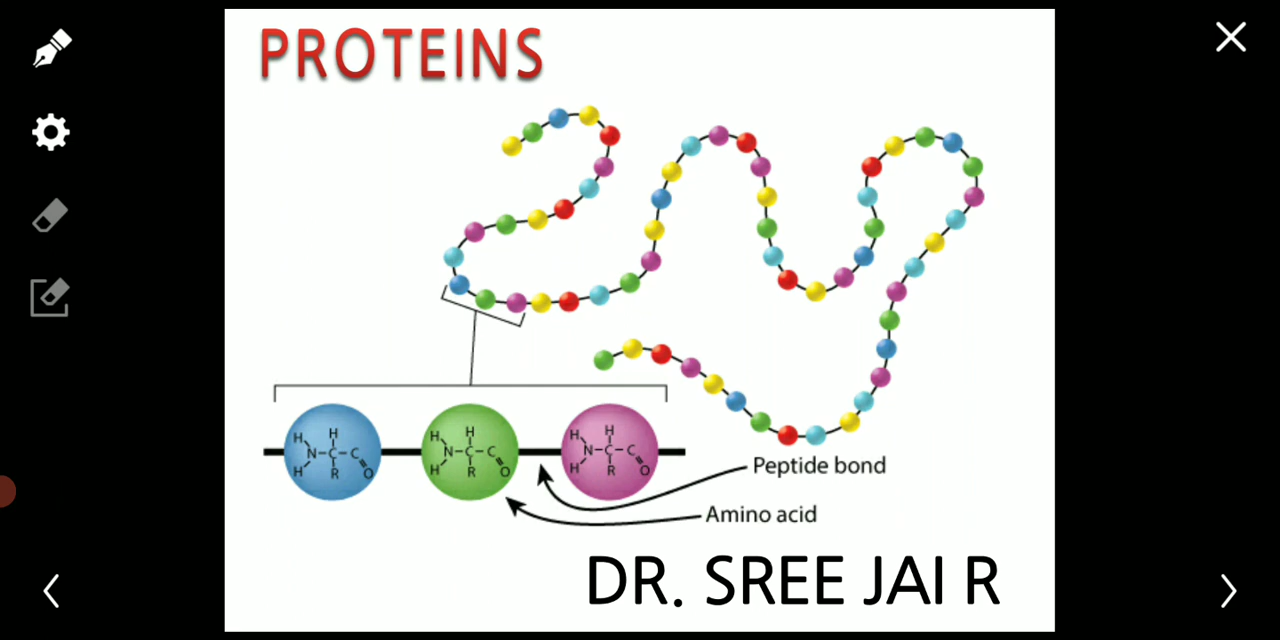 PROTEINS
H H
N-C-C
H R O
H H
N-C-C
H R O
H H
N-C-C
H R O
Peptide bond
Amino acid
DR. SREE JAI R